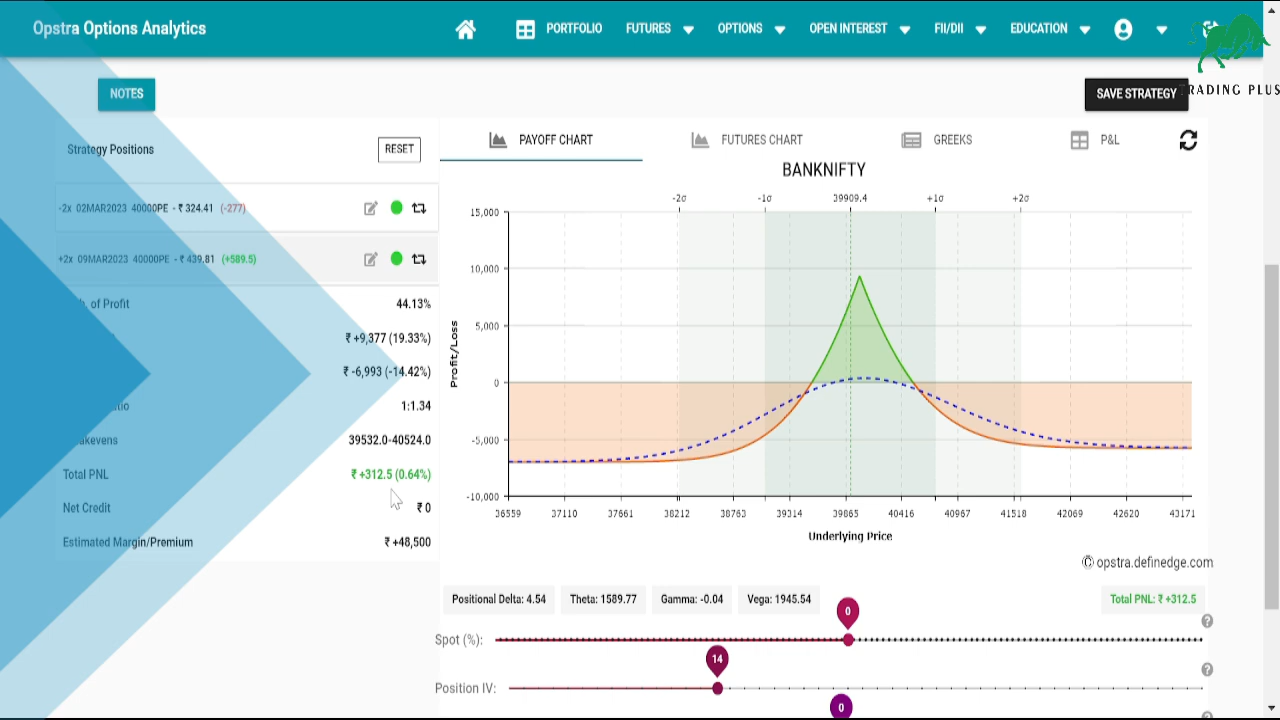 Opstra Options Analytics
PORTFOLIO FUTURES OPTIONS OPEN INTEREST FII/DII EDUCATION
TRADING PLUS
NOTES
SAVE STRATEGY
Strategy Positions
RESET
-2x 02MAR2023 40000PE - ₹ 324.41 (-277)
+2x 09MAR2023 40000PE - ₹ 439.81 (+589.5)
of Profit 44.13%
₹ +9,377 (19.33%)
₹ -6,993 (-14.42%)
1:1.34
39532.0-40524.0
Total PNL ₹ +312.5 (0.64%)
Net Credit ₹ 0
Estimated Margin/Premium ₹ +48,500
PAYOFF CHART FUTURES CHART GREEKS P&L
BANKNIFTY
-2σ -1σ 39909.4 +1σ +2σ
15,000
10,000
5,000
0
-5,000
-10,000
Profit/Loss
36559 37110 37661 38212 38763 39314 39865 40416 40967 41518 42069 42620 43171
Underlying Price
© opstra.definedge.com
Positional Delta: 4.54 Theta: 1589.77 Gamma: -0.04 Vega: 1945.54 Total PNL: ₹ +312.5
0
Spot (%):
14
Position IV:
0